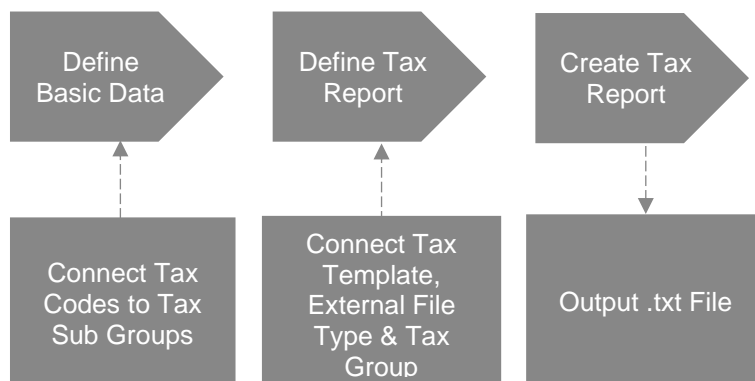 Define
Basic Data
Define Tax
Report
Create Tax
Report
Connect Tax
Codes to Tax
Sub Groups
Connect Tax
Template,
External File
Type & Tax
Group
Output .txt File